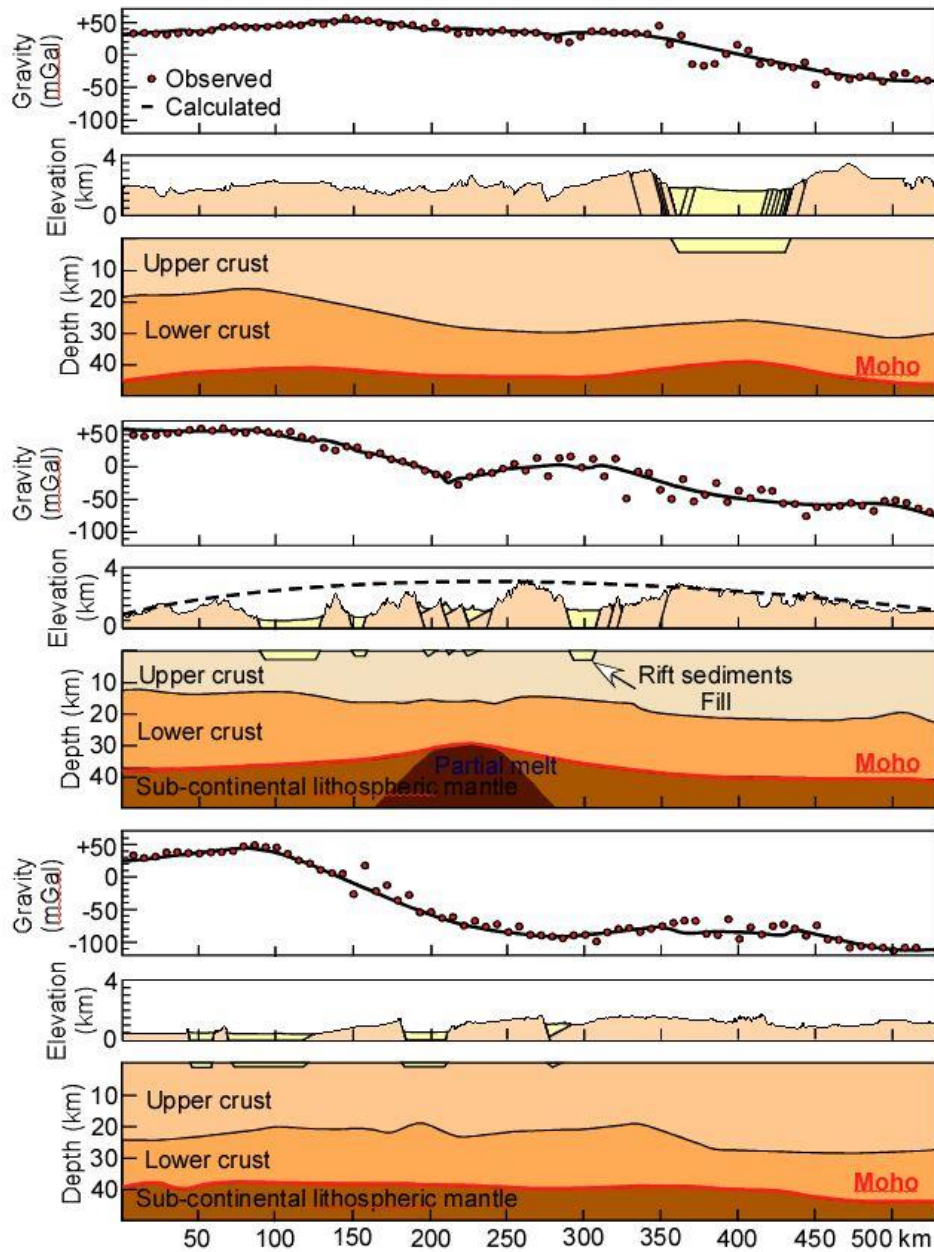 Gravity
(mGal)
+50
0
-50
-100
Observed
Calculated
Elevation
(km)
4
0
Depth (km)
10
20
30
40
Upper crust
Lower crust
Moho
Gravity
(mGal)
+50
0
-50
-100
Elevation
(km)
4
0
Depth (km)
10
20
30
40
Upper crust
Rift sediments
Fill
Lower crust
Moho
Partial melt
Sub-continental lithospheric mantle
Gravity
(mGal)
+50
0
-50
-100
Elevation
(km)
4
0
Depth (km)
10
20
30
40
Upper crust
Lower crust
Moho
Sub-continental lithospheric mantle
50 100 150 200 250 300 350 400 450 500 km